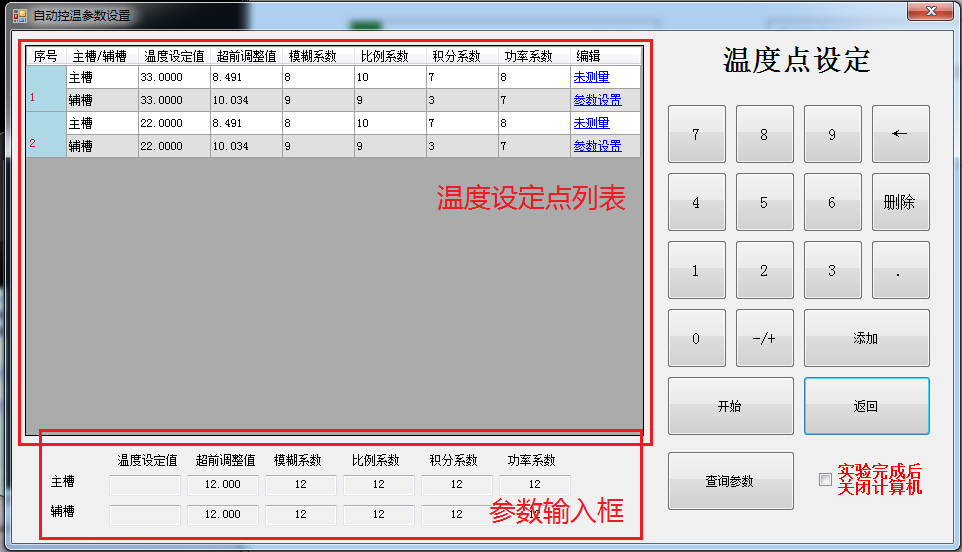 自动控温参数设置
序号 主槽/辅槽 温度设定值 超前调整值 模糊系数 比例系数 积分系数 功率系数 编辑
1
主槽 33.0000 8.491 8 10 7 8 未测量
辅槽 33.0000 10.034 9 9 3 7 参数设置
2
主槽 22.0000 8.491 8 10 7 8 未测量
辅槽 22.0000 10.034 9 9 3 7 参数设置
温度设定点列表
温度设定值 超前调整值 模糊系数 比例系数 积分系数 功率系数
主槽 12.000 12 12 12 12
辅槽 12.000 12 12 12
参数输入框
温度点设定
7 8 9 ←
4 5 6 删除
1 2 3 .
0 -/+ 添加
开始 返回
查询参数
实验完成后
关闭计算机